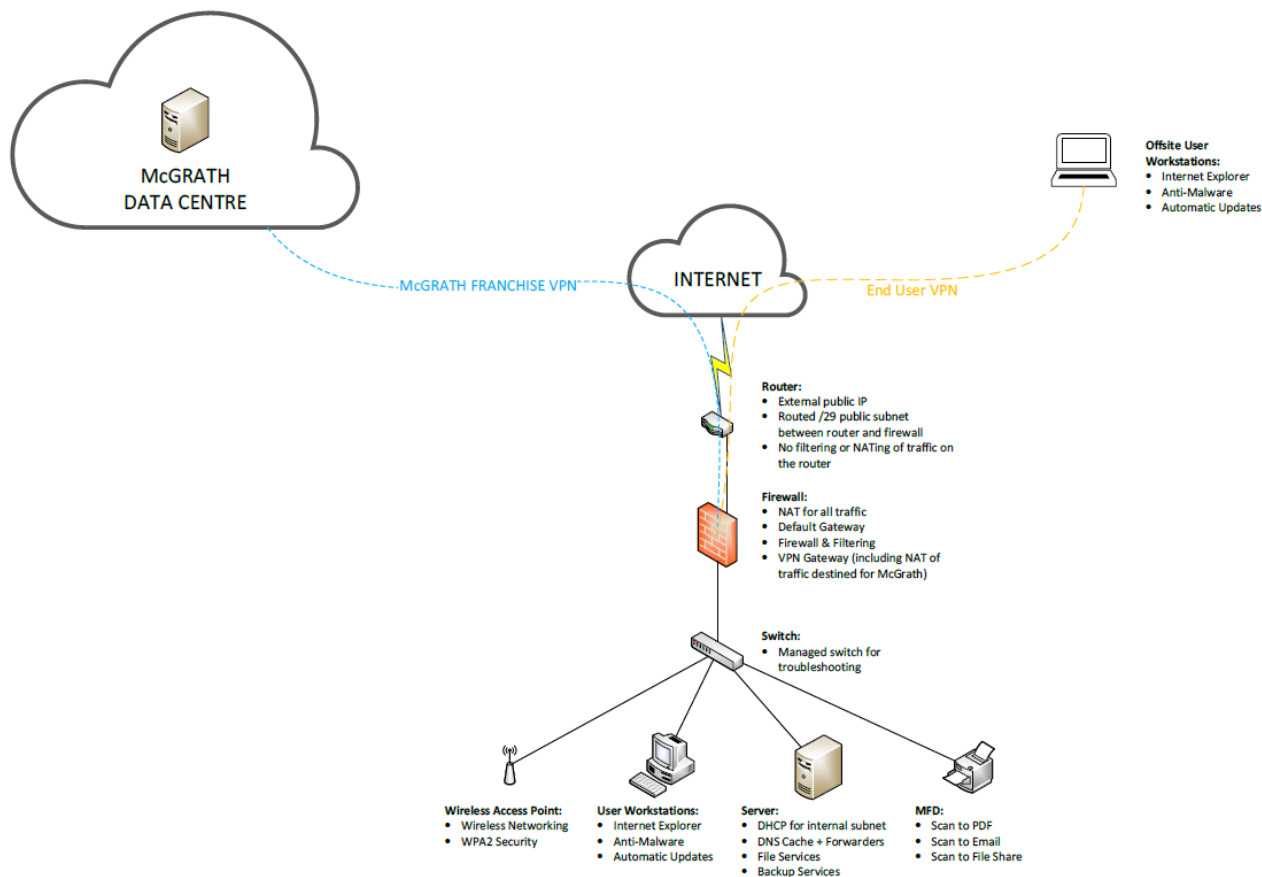 McGRATH
DATA CENTRE
Offsite User
Workstations:
• Internet Explorer
• Anti-Malware
• Automatic Updates
INTERNET
McGRATH FRANCHISE VPN
End User VPN
Router:
• External public IP
• Routed /29 public subnet
between router and firewall
• No filtering or NATing of traffic on
the router
Firewall:
• NAT for all traffic
• Default Gateway
• Firewall & Filtering
• VPN Gateway (including NAT of
traffic destined for McGrath)
Switch:
• Managed switch for
troubleshooting
Wireless Access Point:
• Wireless Networking
• WPA2 Security
User Workstations:
• Internet Explorer
• Anti-Malware
• Automatic Updates
Server:
• DHCP for internal subnet
• DNS Cache + Forwarders
• File Services
• Backup Services
MFD:
• Scan to PDF
• Scan to Email
• Scan to File Share